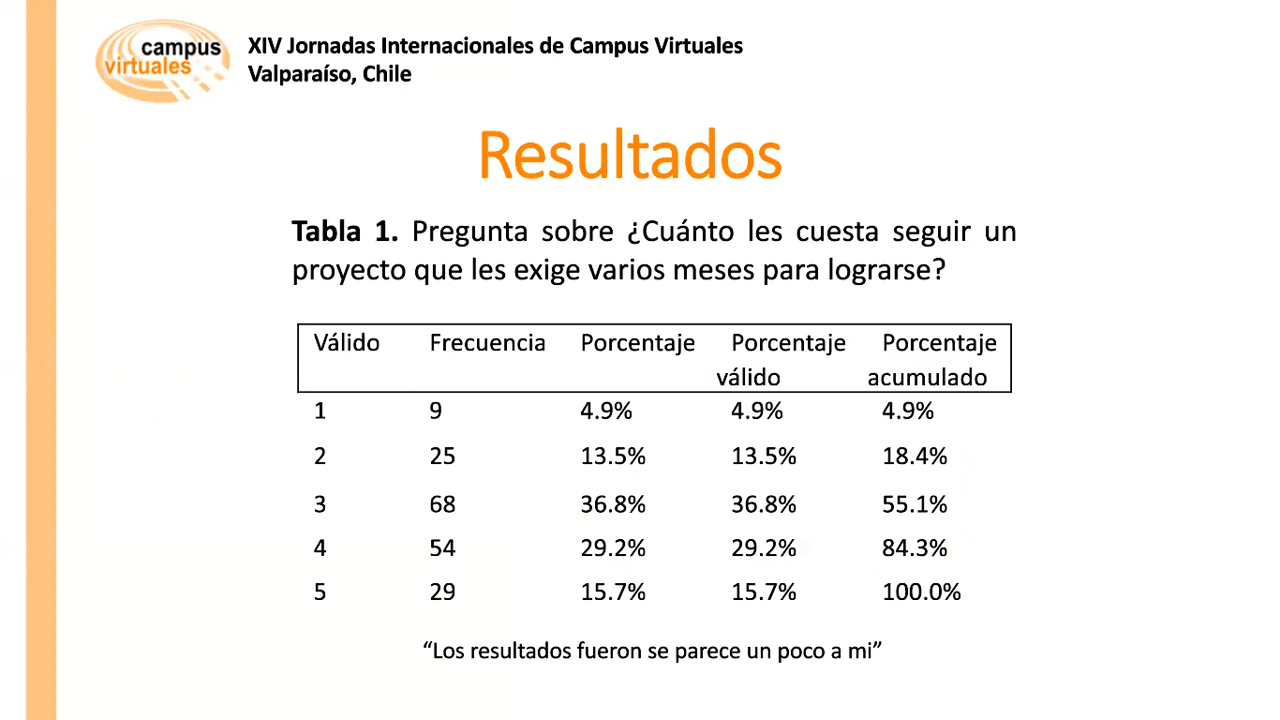 campus
virtuales
XIV Jornadas Internacionales de Campus Virtuales
Valparaíso, Chile
Resultados
Tabla 1. Pregunta sobre ¿Cuánto les cuesta seguir un
proyecto que les exige varios meses para lograrse?
Válido Frecuencia Porcentaje Porcentaje Porcentaje
válido acumulado
1 9 4.9% 4.9% 4.9%
2 25 13.5% 13.5% 18.4%
3 68 36.8% 36.8% 55.1%
4 54 29.2% 29.2% 84.3%
5 29 15.7% 15.7% 100.0%
“Los resultados fueron se parece un poco a mi”